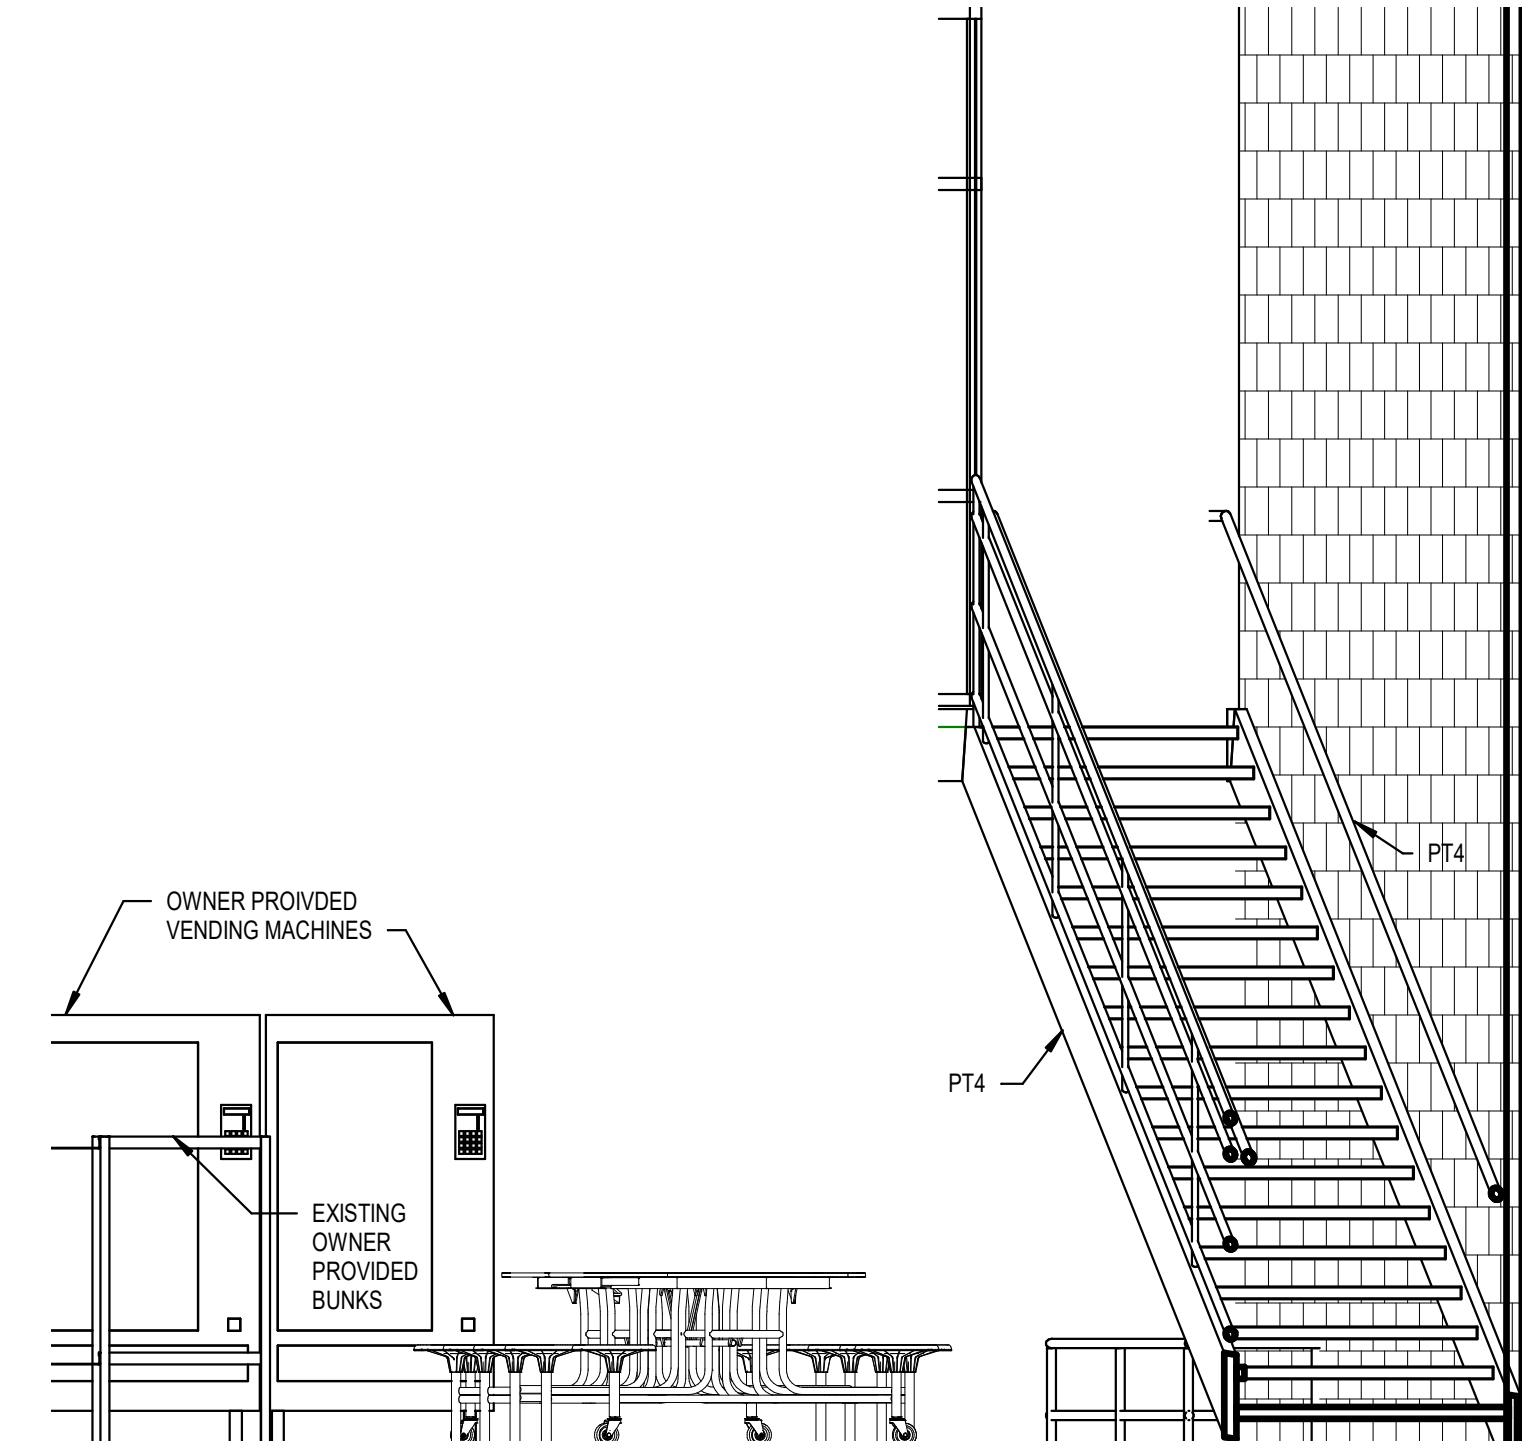 PT4
OWNER PROIVDED
VENDING MACHINES
PT4
EXISTING
OWNER
PROVIDED
BUNKS